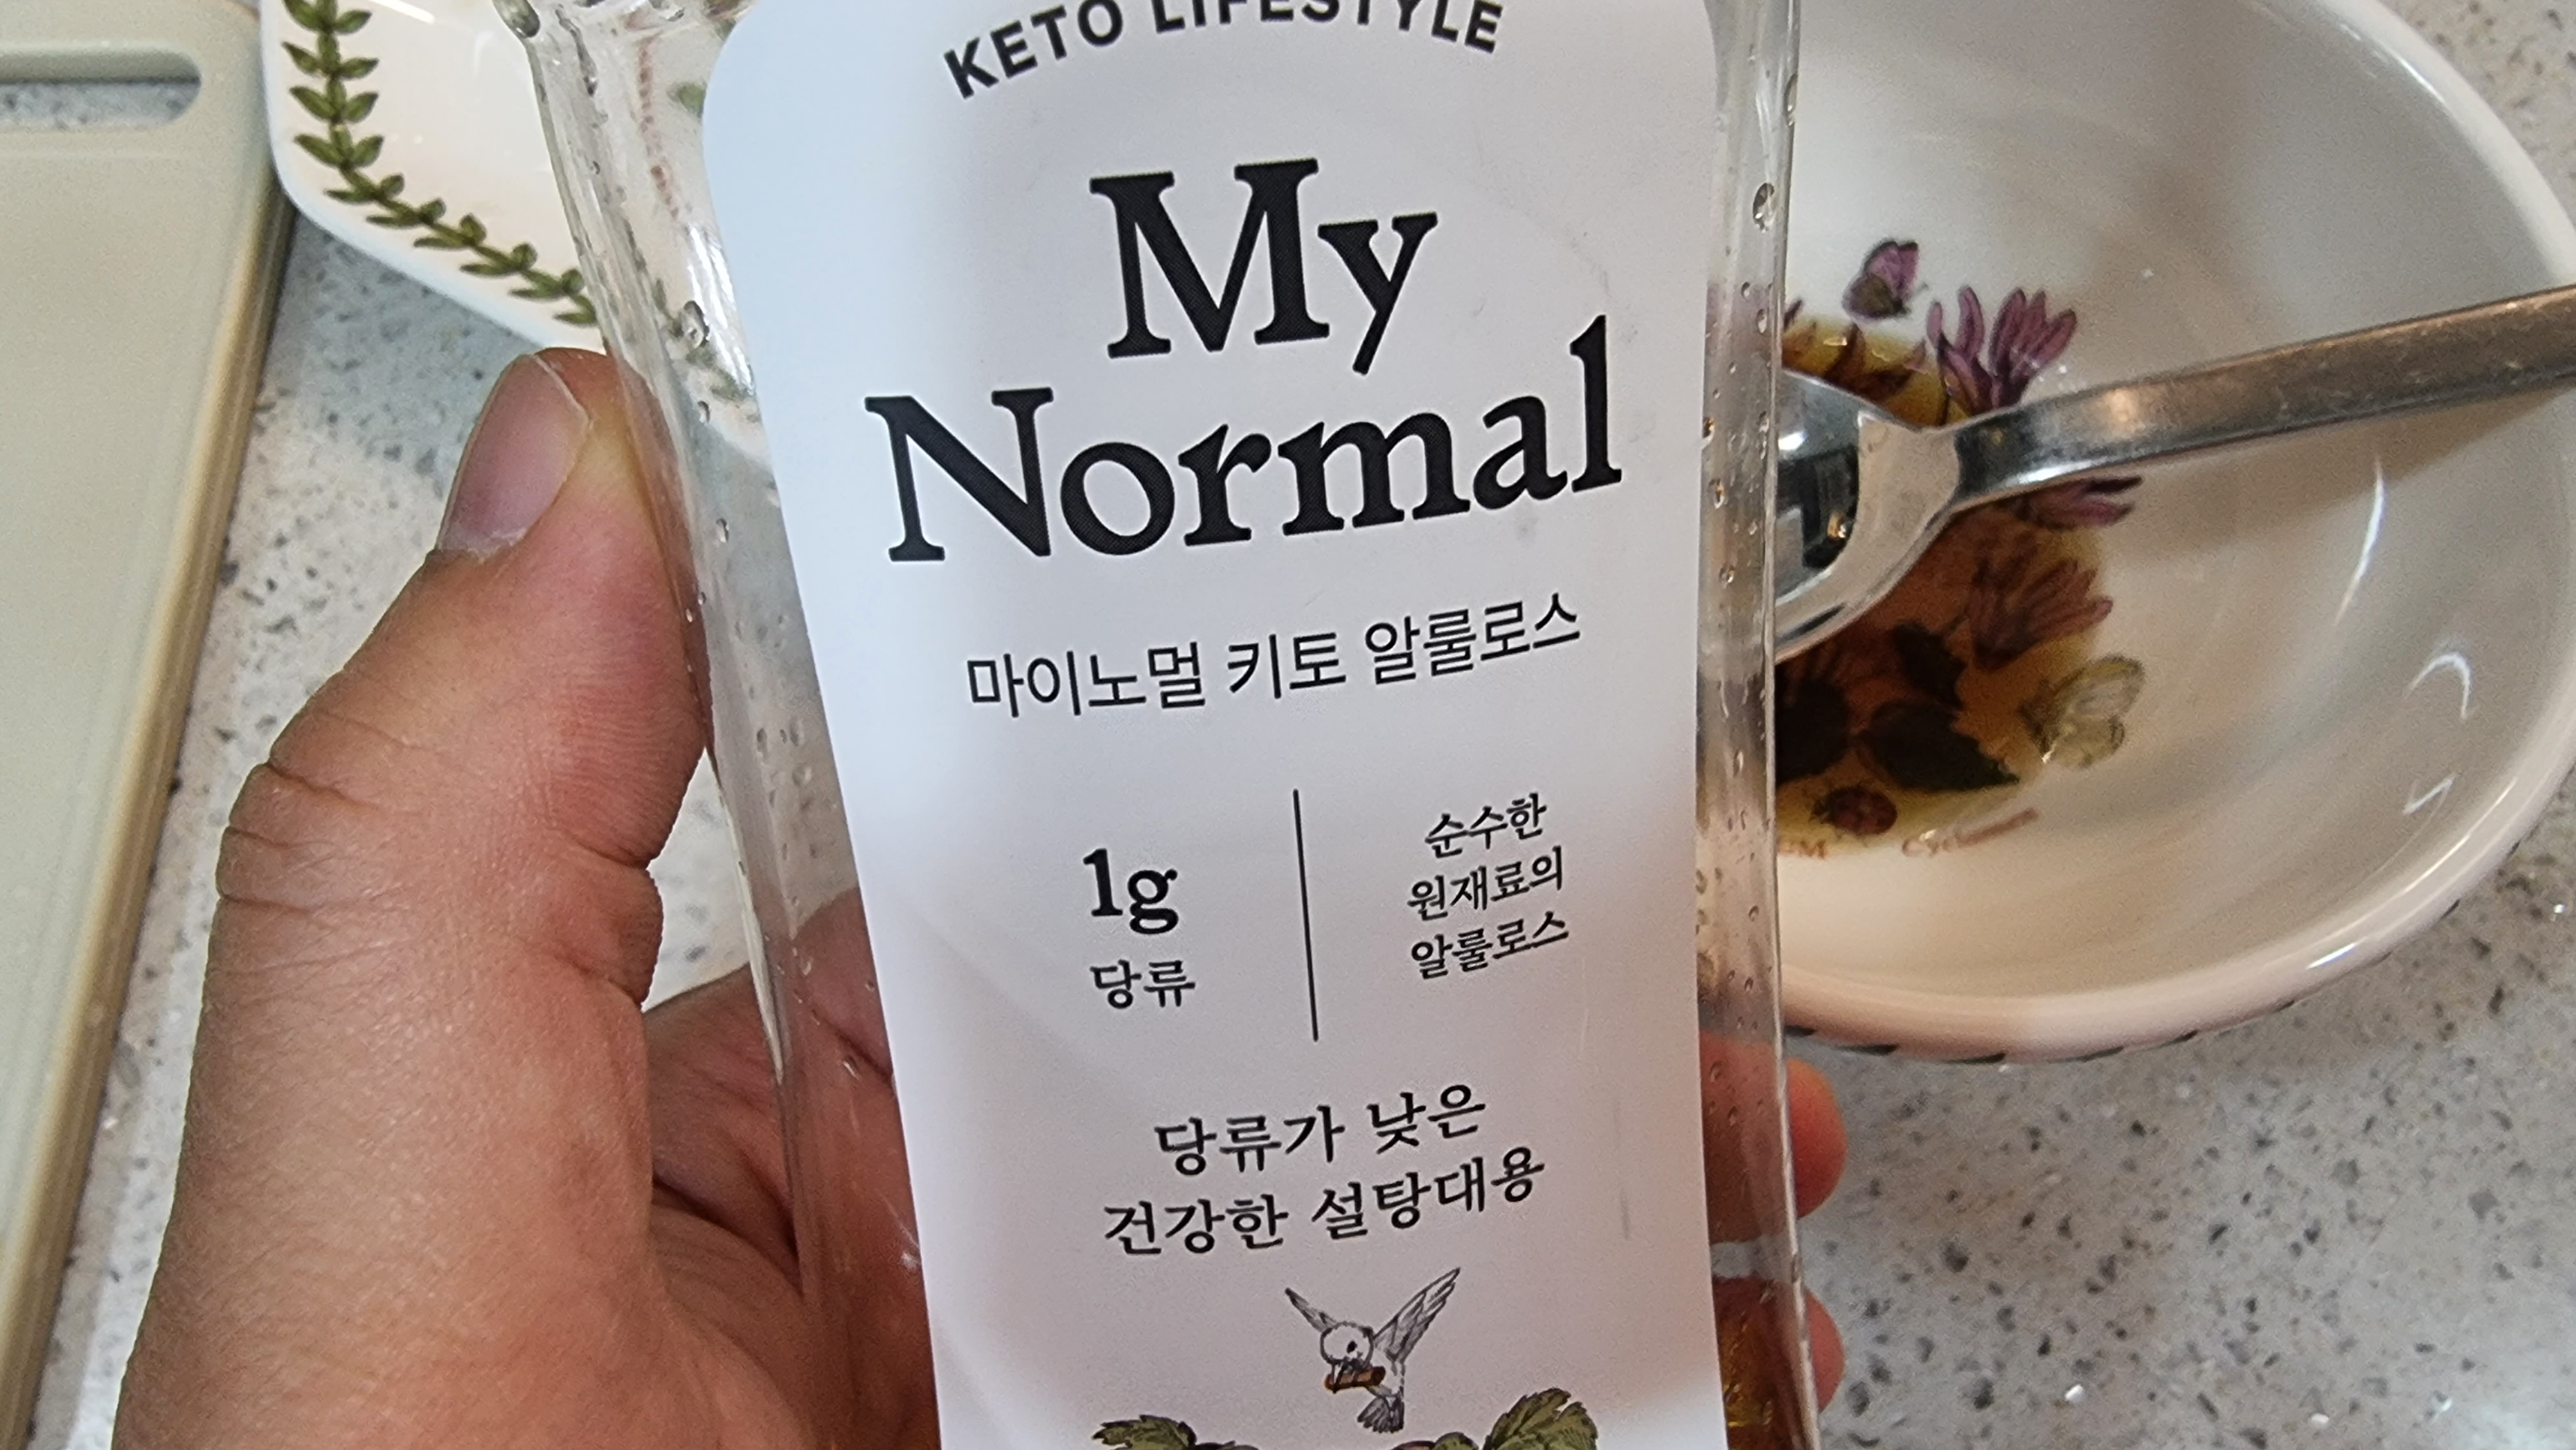 KETO LIFESTYLE
My
Normal
마이노멀 키토 알룰로스
1g
당류
순수한
원재료의
알룰로스
당류가 낮은
건강한 설탕대용